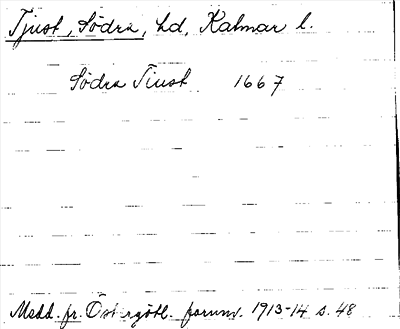 Tjust, Södra, hd, Kalmar l.
Södra Tiust 1667
Medd. fr. Östergötl. fornm. 1913-14 s. 48